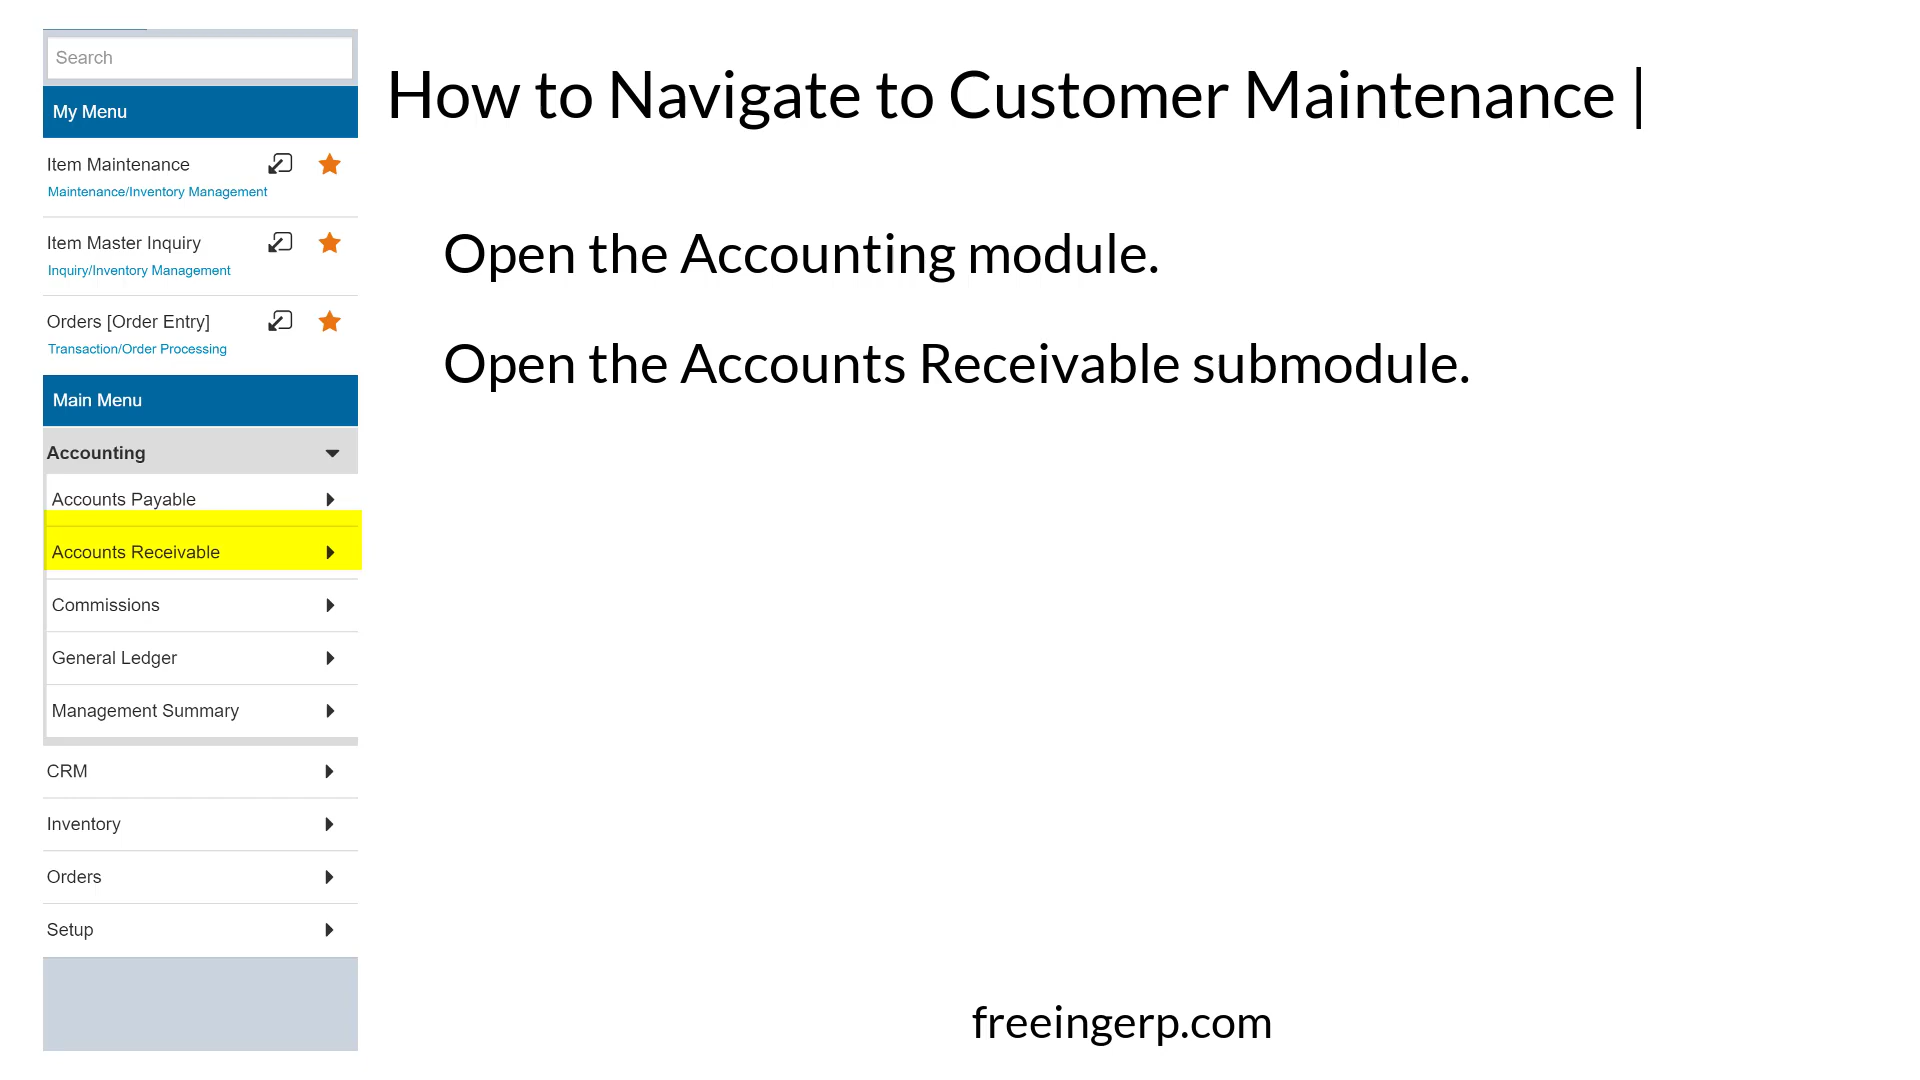 Search
My Menu
Item Maintenance
Maintenance/Inventory Management
Item Master Inquiry
Inquiry/Inventory Management
Orders [Order Entry]
Transaction/Order Processing
Main Menu
Accounting
Accounts Payable
Accounts Receivable
Commissions
General Ledger
Management Summary
CRM
Inventory
Orders
Setup
How to Navigate to Customer Maintenance |
Open the Accounting module.
Open the Accounts Receivable submodule.
freeingerp.com